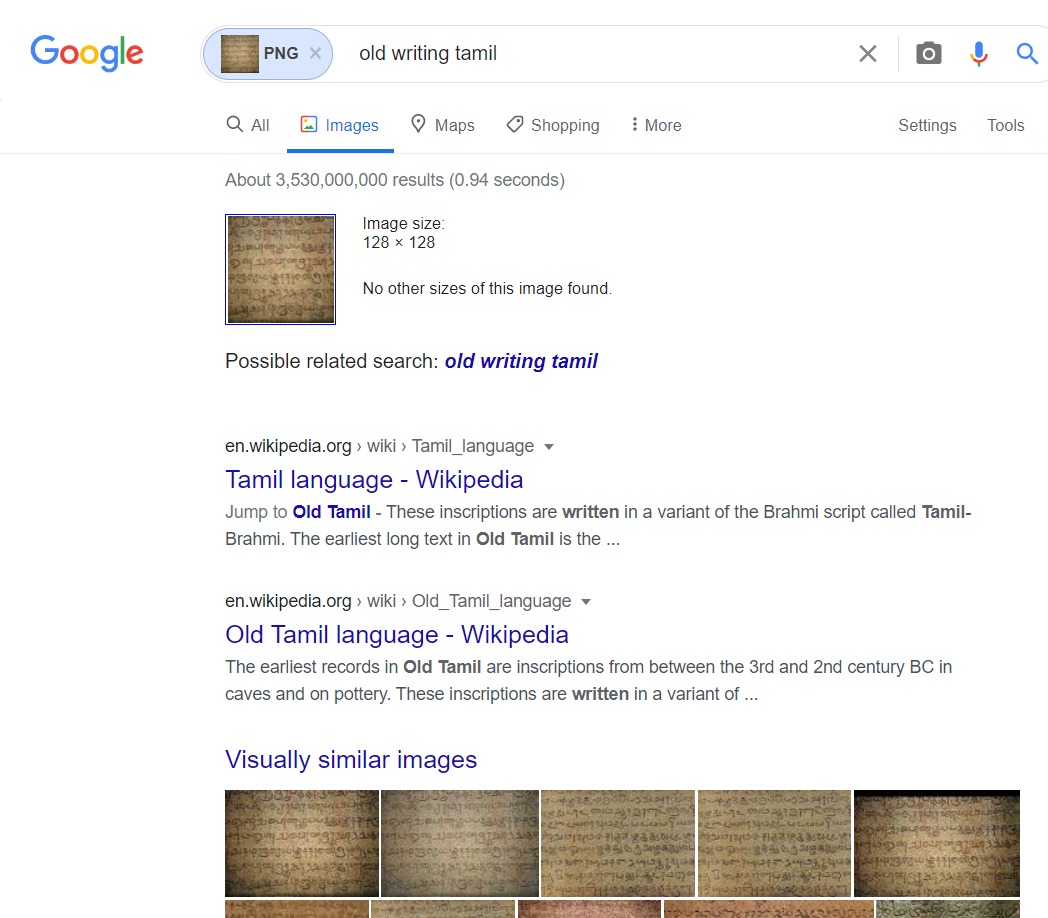 Google
PNG × old writing tamil
All Images Maps Shopping More Settings Tools
About 3,530,000,000 results (0.94 seconds)
Image size:
128 × 128
No other sizes of this image found.
Possible related search: old writing tamil
en.wikipedia.org › wiki › Tamil_language
Tamil language - Wikipedia
Jump to Old Tamil - These inscriptions are written in a variant of the Brahmi script called Tamil-
Brahmi. The earliest long text in Old Tamil is the ...
en.wikipedia.org › wiki › Old_Tamil_language
Old Tamil language - Wikipedia
The earliest records in Old Tamil are inscriptions from between the 3rd and 2nd century BC in
caves and on pottery. These inscriptions are written in a variant of ...
Visually similar images